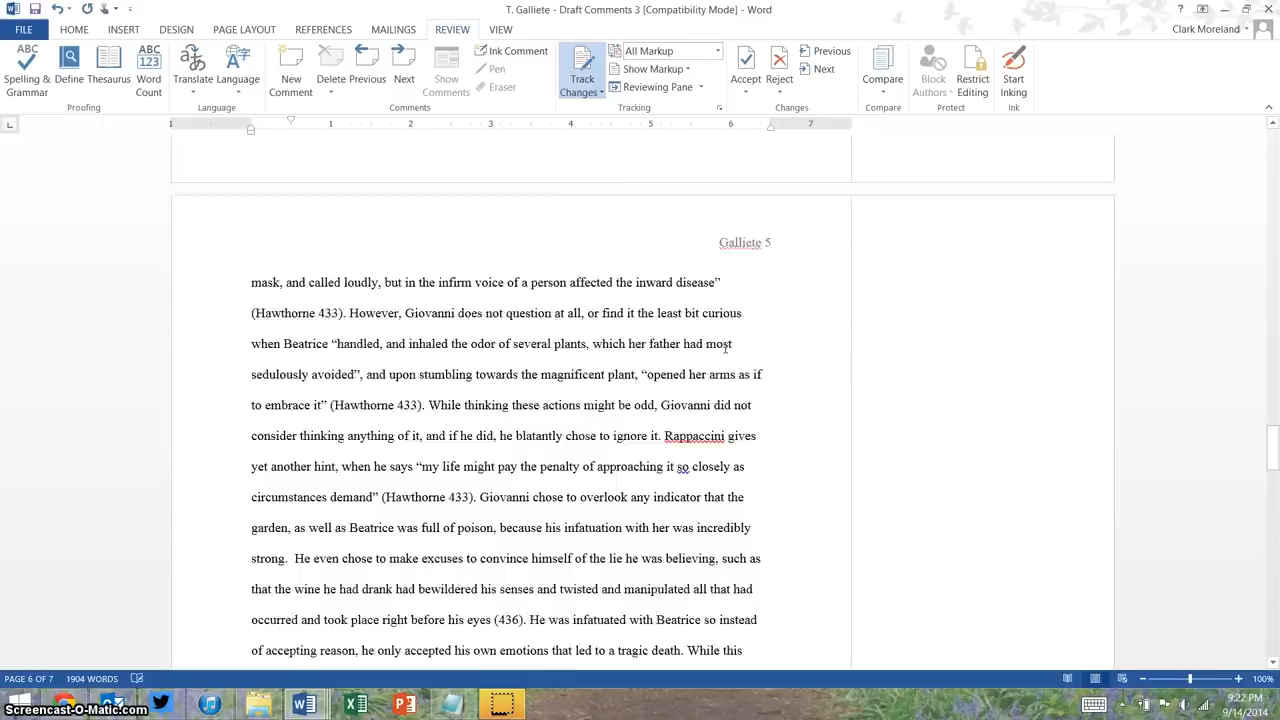 T. Galliete - Draft Comments 3 [Compatibility Mode] - Word
FILE HOME INSERT DESIGN PAGE LAYOUT REFERENCES MAILINGS REVIEW VIEW Clark Moreland
ABC Spelling & Grammar
Define
Thesaurus
ABC 123 Word Count
Proofing
Translate
Language
Language
New Comment
Delete
Previous
Next
Show Comments
Ink Comment
Pen
Eraser
Comments
Track Changes
All Markup
Show Markup
Reviewing Pane
Tracking
Accept
Reject
Previous
Next
Changes
Compare
Compare
Block Authors
Restrict Editing
Protect
Start Inking
Ink
1 1 2 3 4 5 6 7
Galliete 5
mask, and called loudly, but in the infirm voice of a person affected the inward disease”
(Hawthorne 433). However, Giovanni does not question at all, or find it the least bit curious
when Beatrice “handled, and inhaled the odor of several plants, which her father had most
sedulously avoided”, and upon stumbling towards the magnificent plant, “opened her arms as if
to embrace it” (Hawthorne 433). While thinking these actions might be odd, Giovanni did not
consider thinking anything of it, and if he did, he blatantly chose to ignore it. Rappaccini gives
yet another hint, when he says “my life might pay the penalty of approaching it so closely as
circumstances demand” (Hawthorne 433). Giovanni chose to overlook any indicator that the
garden, as well as Beatrice was full of poison, because his infatuation with her was incredibly
strong.  He even chose to make excuses to convince himself of the lie he was believing, such as
that the wine he had drank had bewildered his senses and twisted and manipulated all that had
occurred and took place right before his eyes (436). He was infatuated with Beatrice so instead
of accepting reason, he only accepted his own emotions that led to a tragic death. While this
PAGE 6 OF 7 1904 WORDS 100%
9:22 PM
9/14/2014
Screencast-O-Matic.com